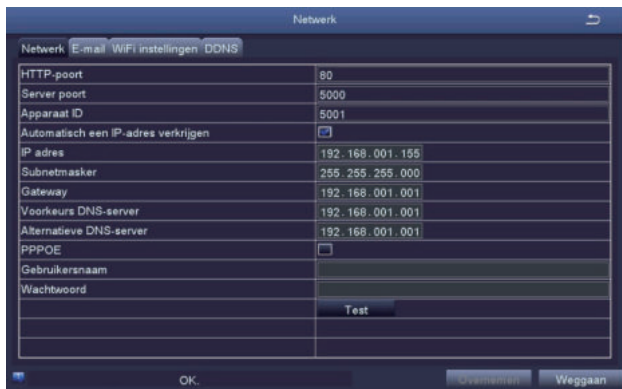 Netwerk
Netwerk E-mail WiFi instellingen DDNS
HTTP-poort 80
Server poort 5000
Apparaat ID 5001
Automatisch een IP-adres verkrijgen
IP adres 192.168.001.155
Subnetmasker 255.255.255.000
Gateway 192.168.001.001
Voorkeurs DNS-server 192.168.001.001
Alternatieve DNS-server 192.168.001.001
PPPOE
Gebruikersnaam
Wachtwoord
Test
OK. Overnemen Weggaan